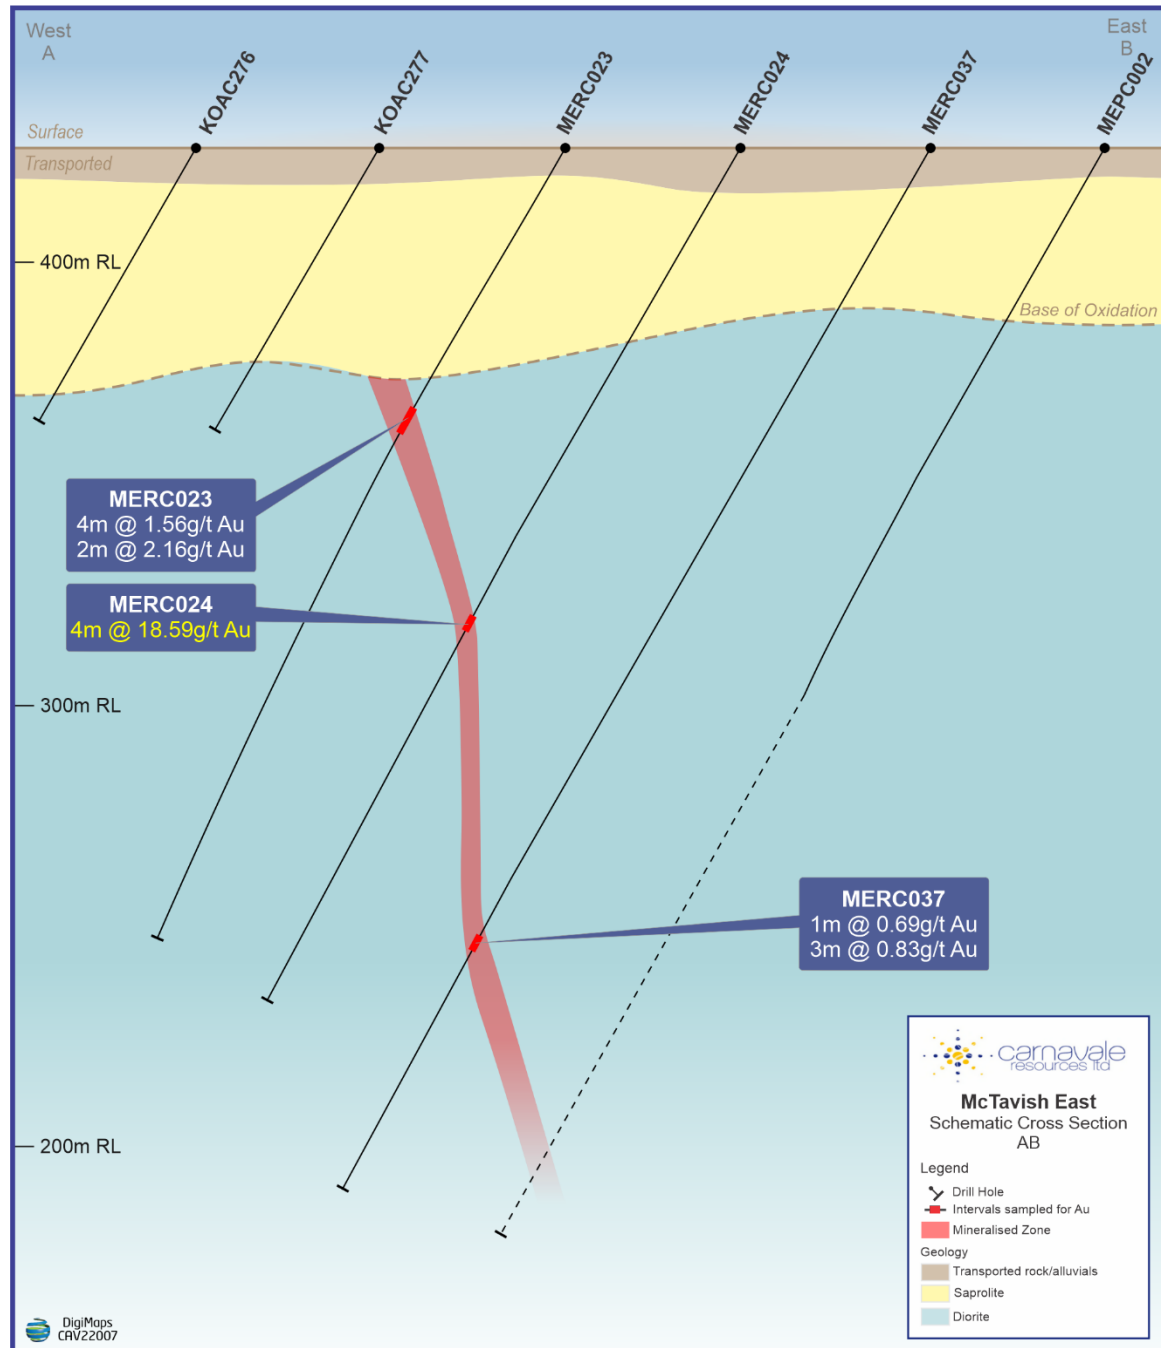 West
A
East
B
KOAC276
KOAC277
MERC023
MERC024
MERC037
MEPC002
Surface
Transported
400m RL
Base of Oxidation
MERC023
4m @ 1.56g/t Au
2m @ 2.16g/t Au
MERC024
4m @ 18.59g/t Au
300m RL
MERC037
1m @ 0.69g/t Au
3m @ 0.83g/t Au
200m RL
carnavale
resources ltd
McTavish East
Schematic Cross Section
AB
Legend
Drill Hole
Intervals sampled for Au
Mineralised Zone
Geology
Transported rock/alluvials
Saprolite
Diorite
DigiMaps
CAV22007